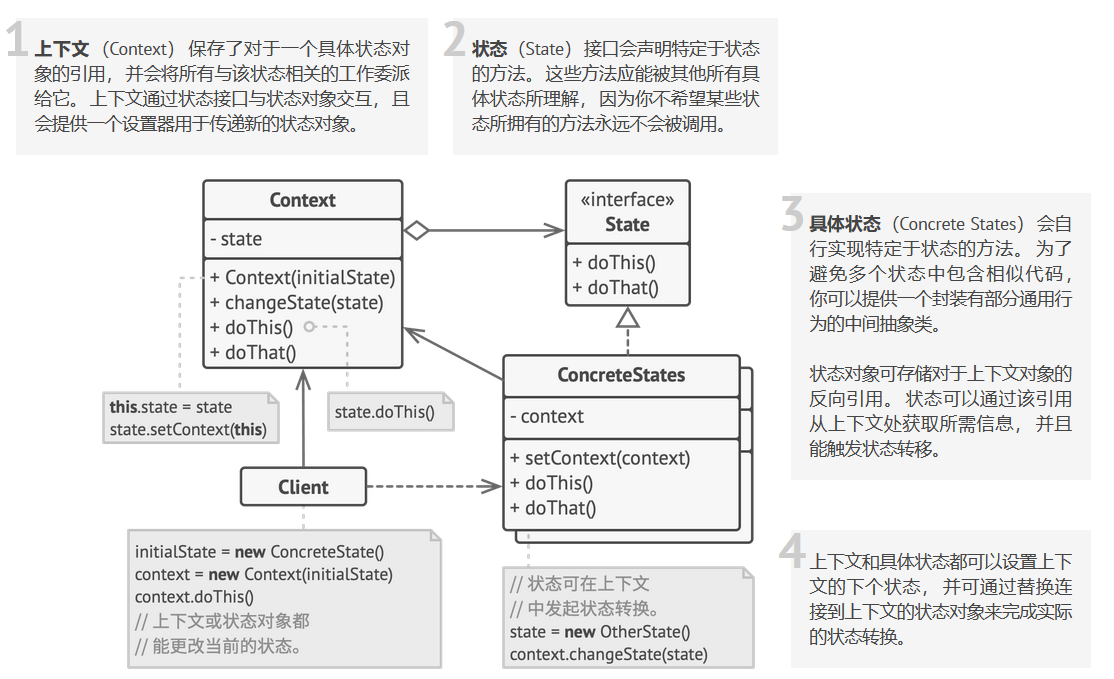 1
上下文 （Context） 保存了对于一个具体状态对
象的引用， 并会将所有与该状态相关的工作委派
给它。 上下文通过状态接口与状态对象交互， 且
会提供一个设置器用于传递新的状态对象。
2
状态 （State） 接口会声明特定于状态
的方法。 这些方法应能被其他所有具
体状态所理解， 因为你不希望某些状
态所拥有的方法永远不会被调用。
Context
- state
+ Context(initialState)
+ changeState(state)
+ doThis()
+ doThat()
«interface»
State
+ doThis()
+ doThat()
3
具体状态 （Concrete States） 会自
行实现特定于状态的方法。 为了
避免多个状态中包含相似代码，
你可以提供一个封装有部分通用行
为的中间抽象类。
状态对象可存储对于上下文对象的
反向引用。 状态可以通过该引用
从上下文处获取所需信息， 并且
能触发状态转移。
this.state = state
state.setContext(this)
state.doThis()
ConcreteStates
- context
+ setContext(context)
+ doThis()
+ doThat()
Client
initialState = new ConcreteState()
context = new Context(initialState)
context.doThis()
// 上下文或状态对象都
// 能更改当前的状态。
// 状态可在上下文
// 中发起状态转换。
state = new OtherState()
context.changeState(state)
4
上下文和具体状态都可以设置上下
文的下个状态， 并可通过替换连
接到上下文的状态对象来完成实际
的状态转换。